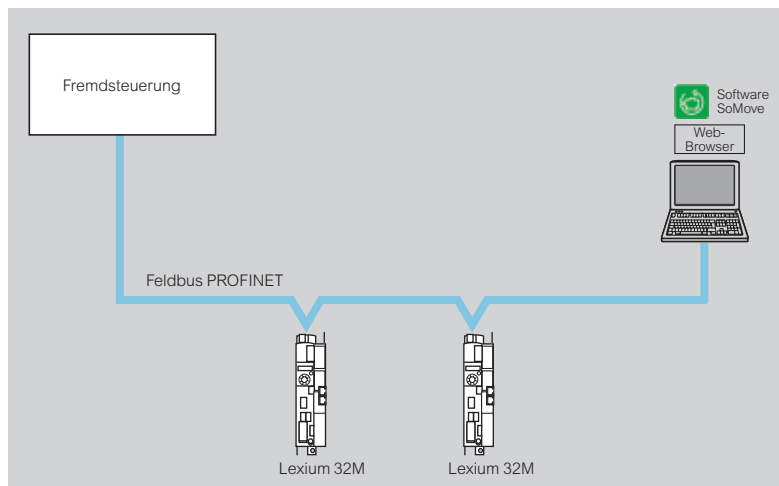 Fremdsteuerung
Software
SoMove
Web-
Browser
Feldbus PROFINET
Lexium 32M
Lexium 32M